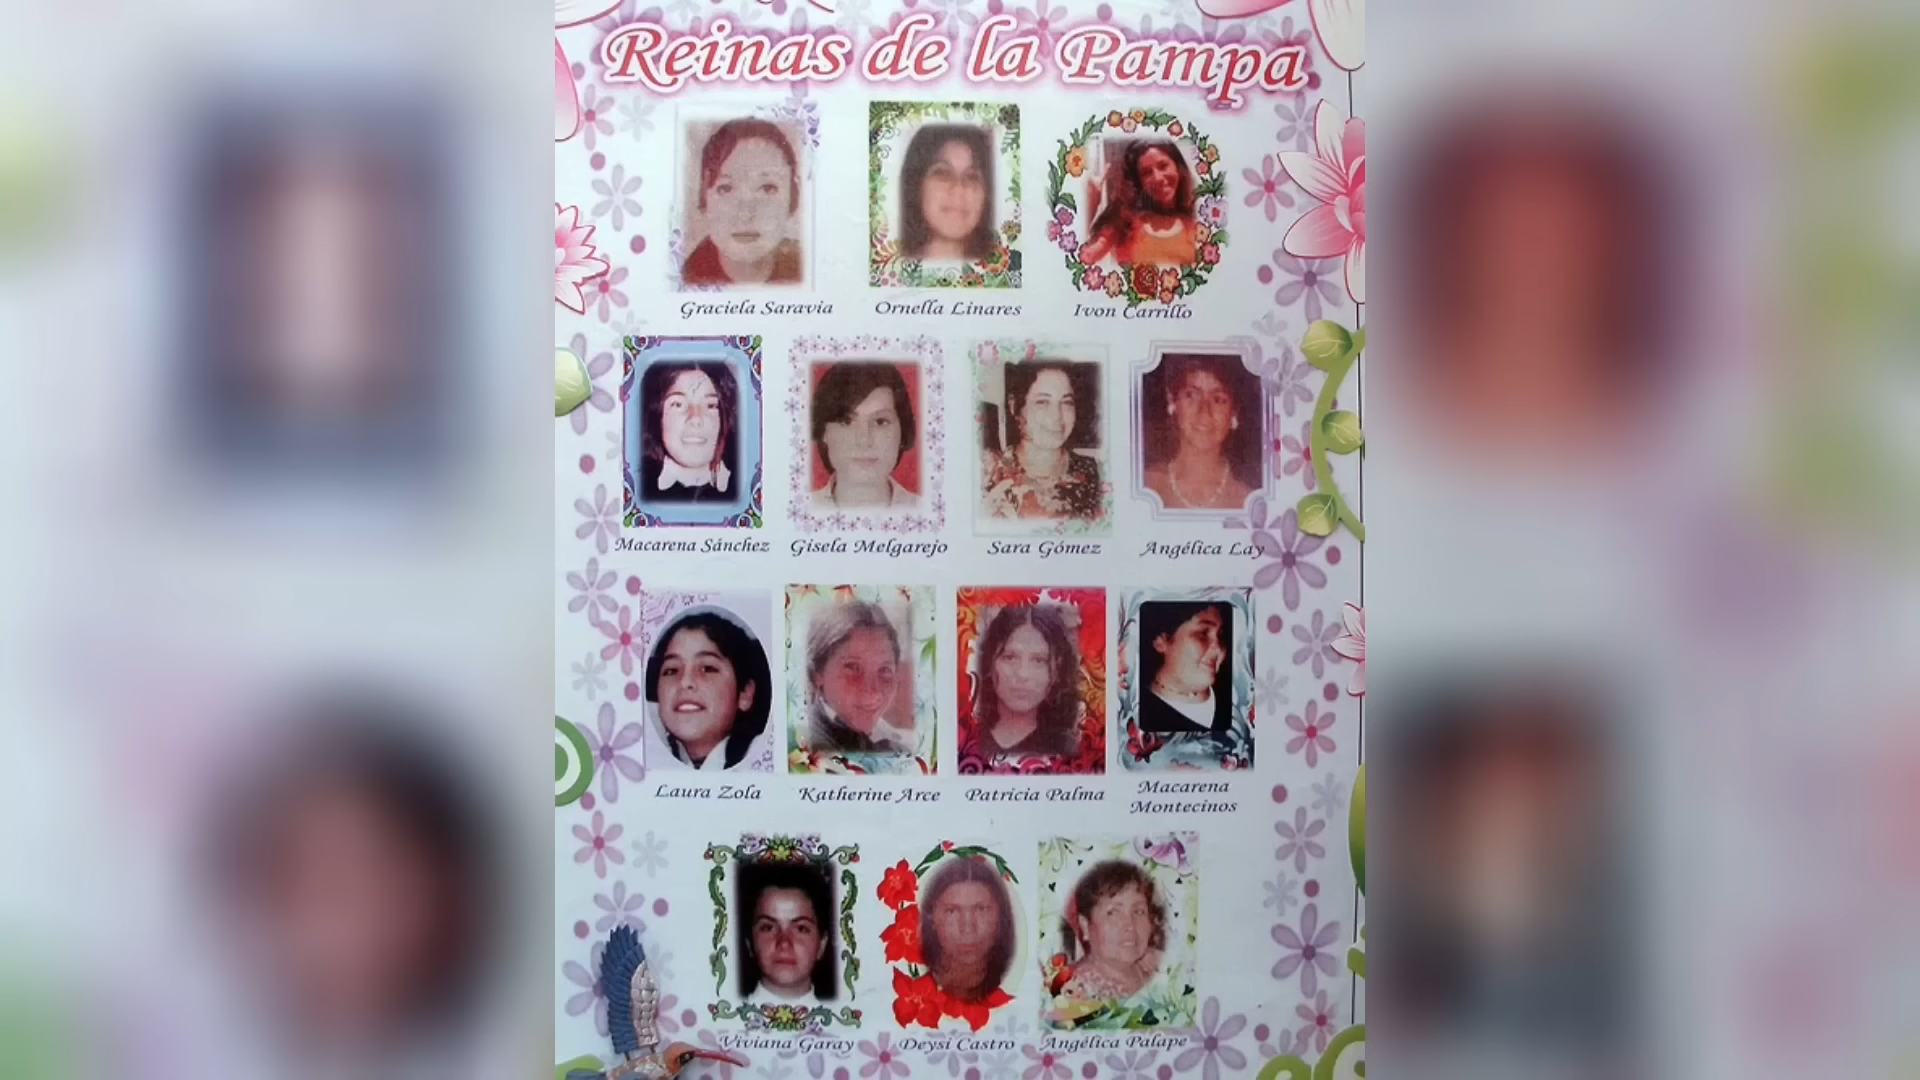 Reinas de la Pampa
Graciela Saravia
Ornella Linares
Ivon Carrillo
Macarena Sánchez
Gisela Melgarejo
Sara Gómez
Angélica Lay
Laura Zola
Katherine Arce
Patricia Palma
Macarena
Montecinos
Viviana Garay
Deysi Castro
Angélica Palape